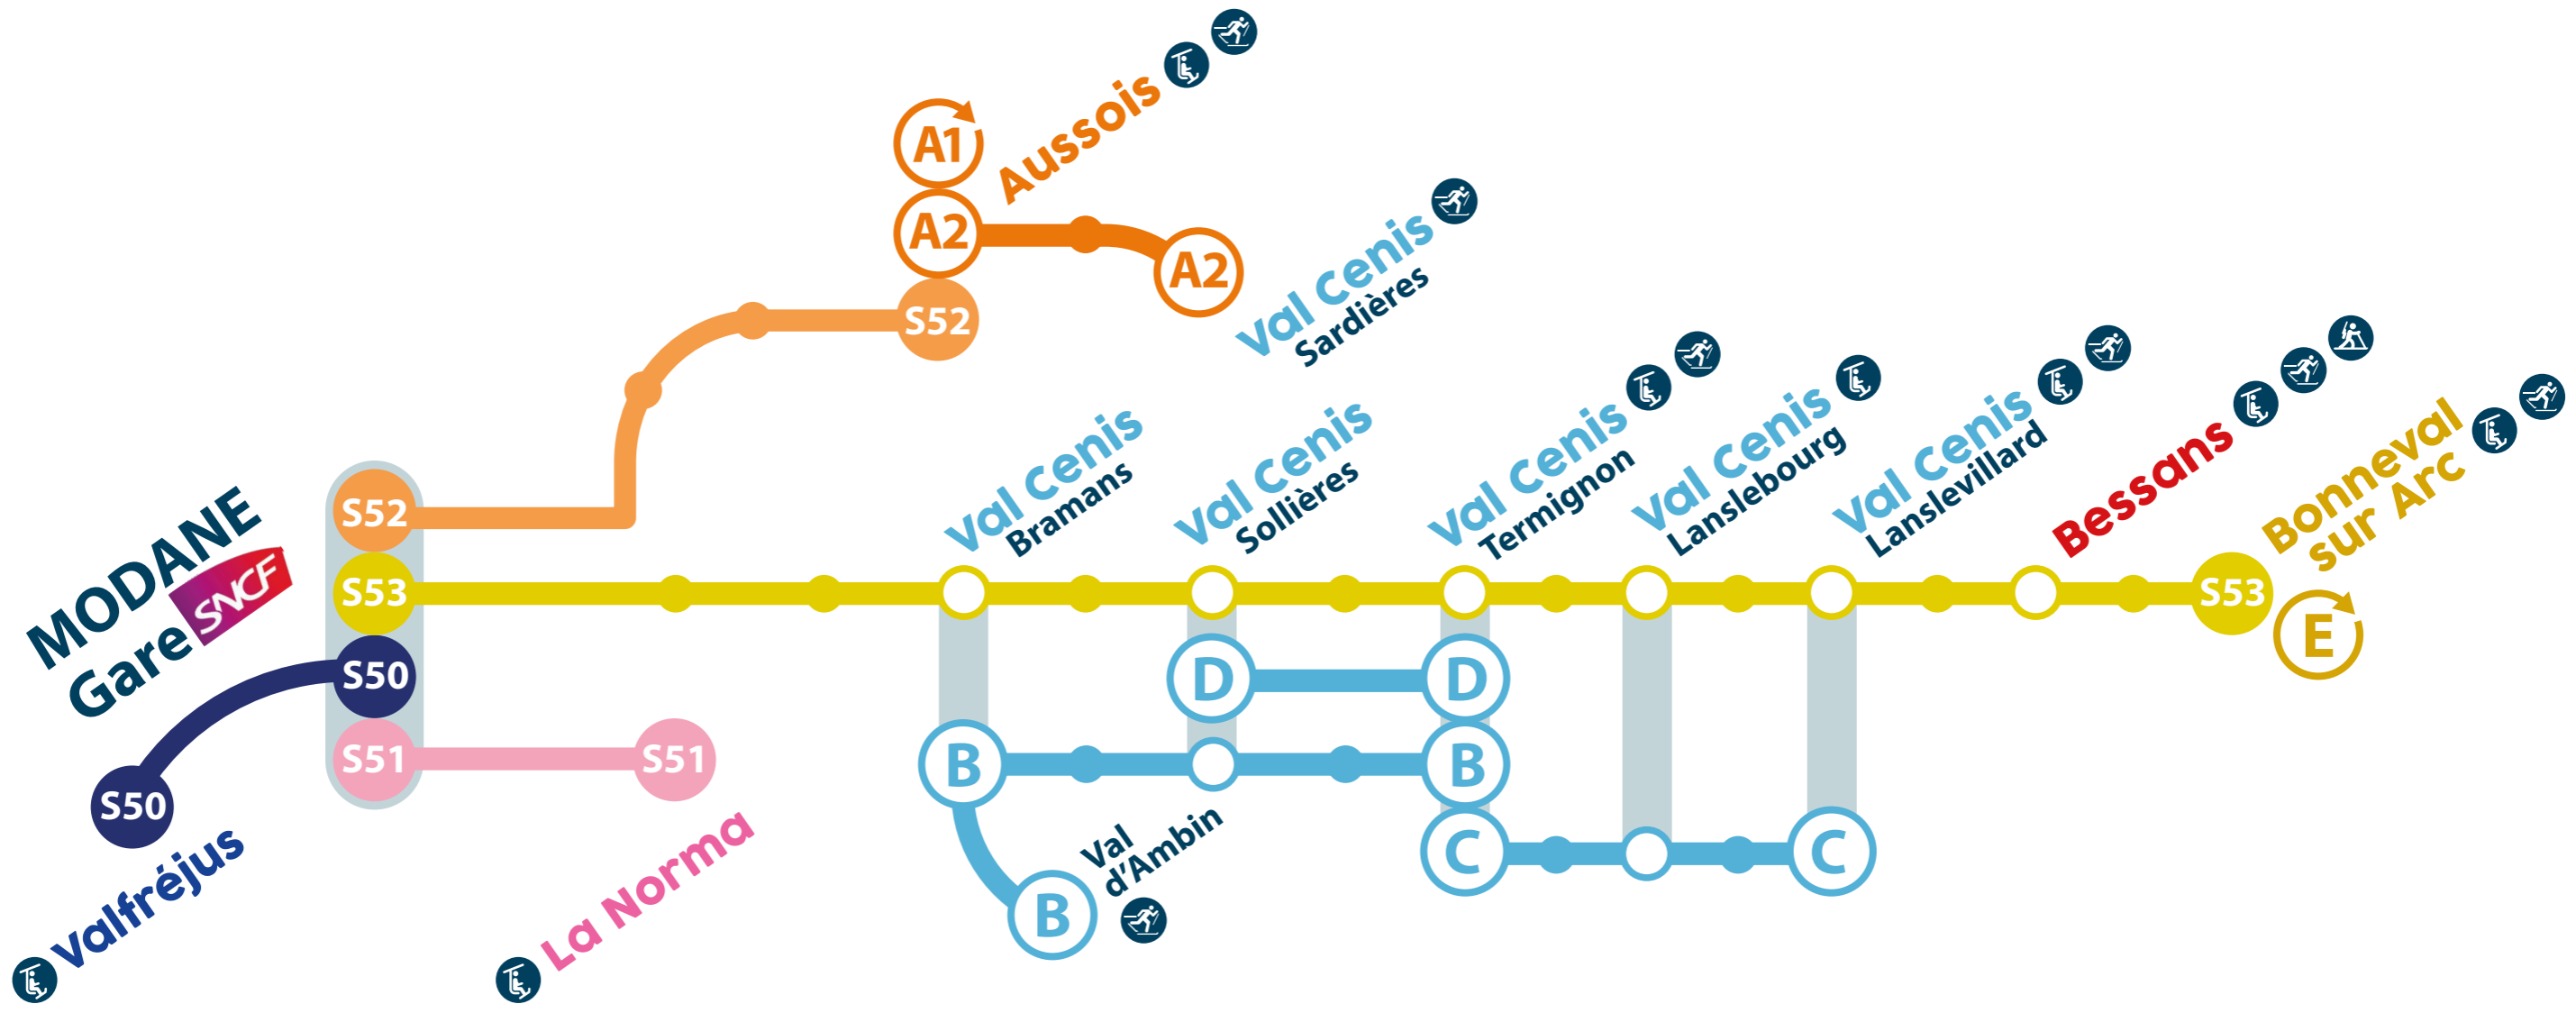 A1
Aussois
A2
A2
S52
Val Cenis
Sardières
MODANE
Gare SNCF
S52
S53
S50
S51
S50
Valfréjus
S51
La Norma
Val Cenis
Bramans
Val Cenis
Sollières
Val Cenis
Termignon
Val Cenis
Lanslebourg
Val Cenis
Lanslevillard
Bessans
Bonneval
sur Arc
S53
E
D
D
B
B
B
Val
d'Ambin
C
C